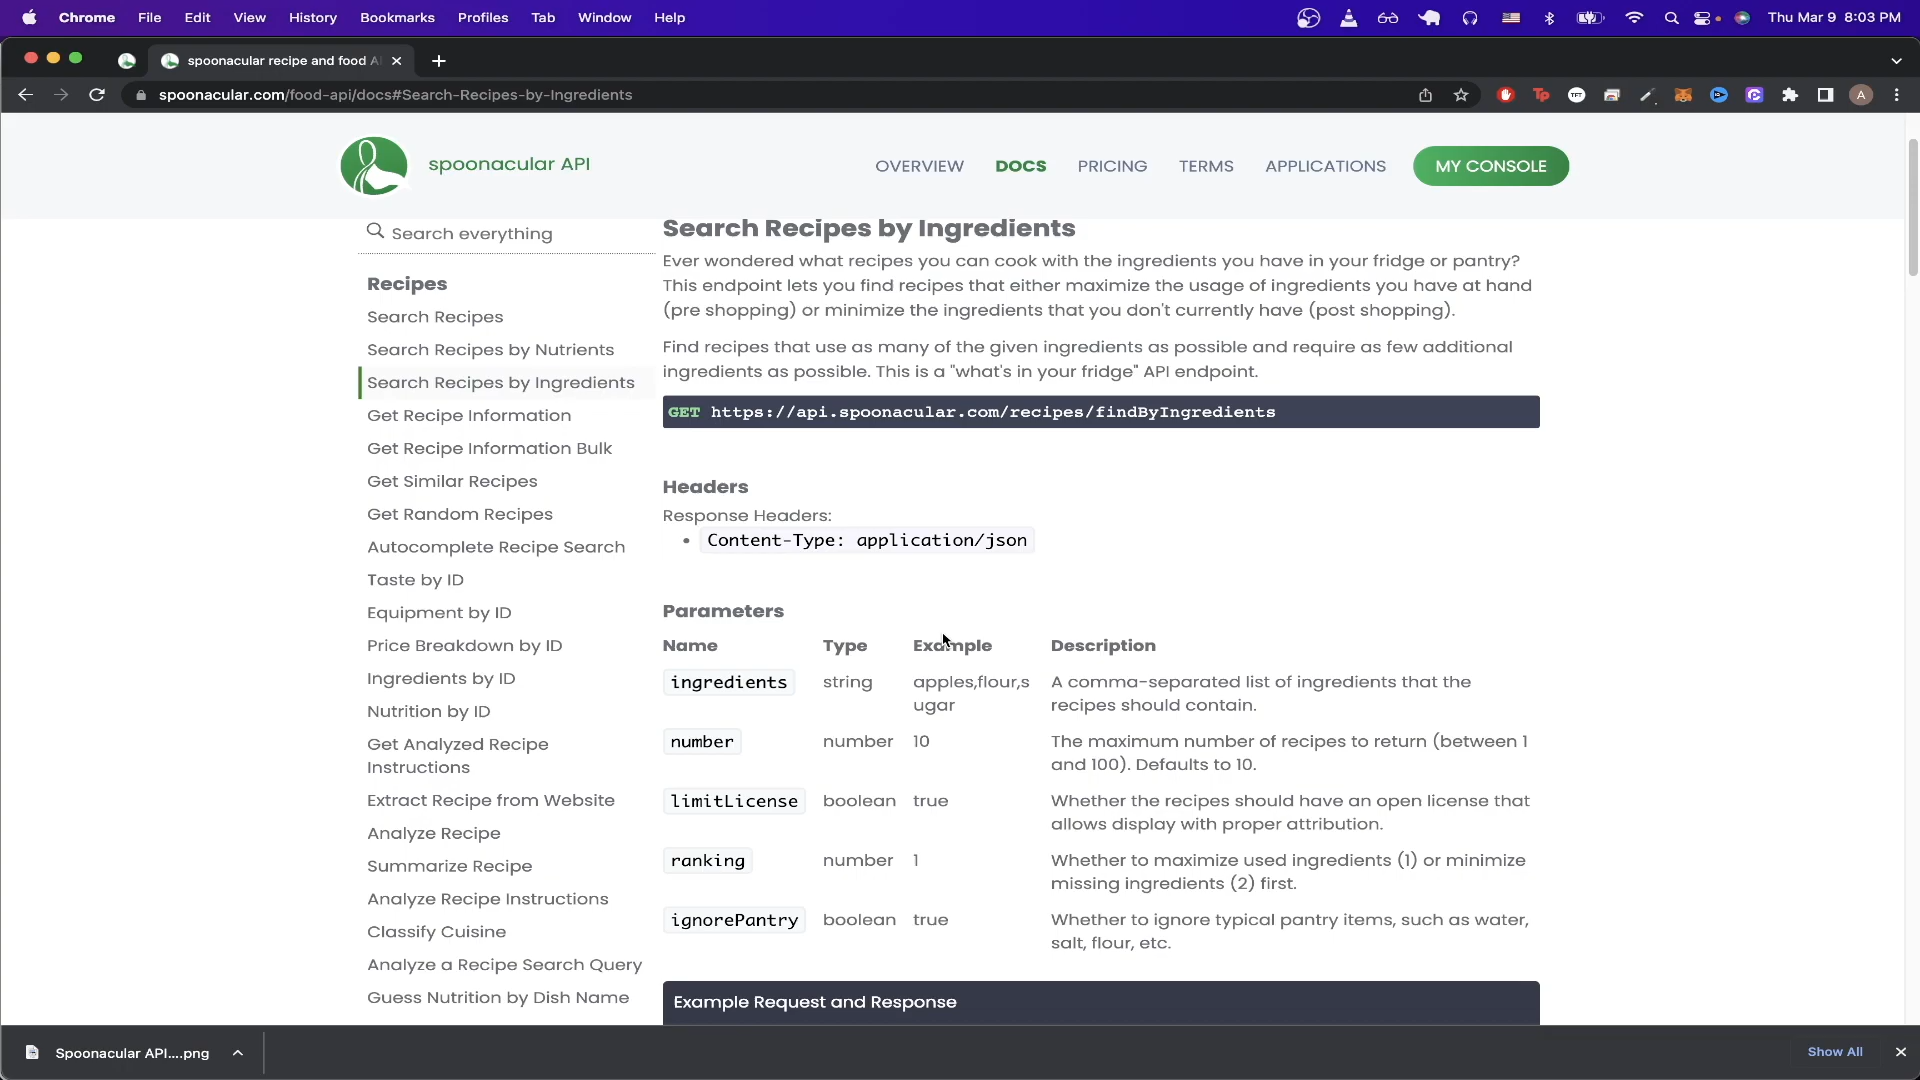 Chrome File Edit View History Bookmarks Profiles Tab Window Help Thu Mar 9 8:03 PM
spoonacular recipe and food A
spoonacular.com/food-api/docs#Search-Recipes-by-Ingredients
spoonacular API OVERVIEW DOCS PRICING TERMS APPLICATIONS MY CONSOLE
Search everything
Recipes
Search Recipes
Search Recipes by Nutrients
Search Recipes by Ingredients
Get Recipe Information
Get Recipe Information Bulk
Get Similar Recipes
Get Random Recipes
Autocomplete Recipe Search
Taste by ID
Equipment by ID
Price Breakdown by ID
Ingredients by ID
Nutrition by ID
Get Analyzed Recipe
Instructions
Extract Recipe from Website
Analyze Recipe
Summarize Recipe
Analyze Recipe Instructions
Classify Cuisine
Analyze a Recipe Search Query
Guess Nutrition by Dish Name
Search Recipes by Ingredients
Ever wondered what recipes you can cook with the ingredients you have in your fridge or pantry?
This endpoint lets you find recipes that either maximize the usage of ingredients you have at hand
(pre shopping) or minimize the ingredients that you don't currently have (post shopping).
Find recipes that use as many of the given ingredients as possible and require as few additional
ingredients as possible. This is a "what's in your fridge" API endpoint.
GET https://api.spoonacular.com/recipes/findByIngredients
Headers
Response Headers:
• Content-Type: application/json
Parameters
Name Type Example Description
ingredients string apples,flour,s A comma-separated list of ingredients that the
ugar recipes should contain.
number number 10 The maximum number of recipes to return (between 1
and 100). Defaults to 10.
limitLicense boolean true Whether the recipes should have an open license that
allows display with proper attribution.
ranking number 1 Whether to maximize used ingredients (1) or minimize
missing ingredients (2) first.
ignorePantry boolean true Whether to ignore typical pantry items, such as water,
salt, flour, etc.
Example Request and Response
Spoonacular API....png Show All